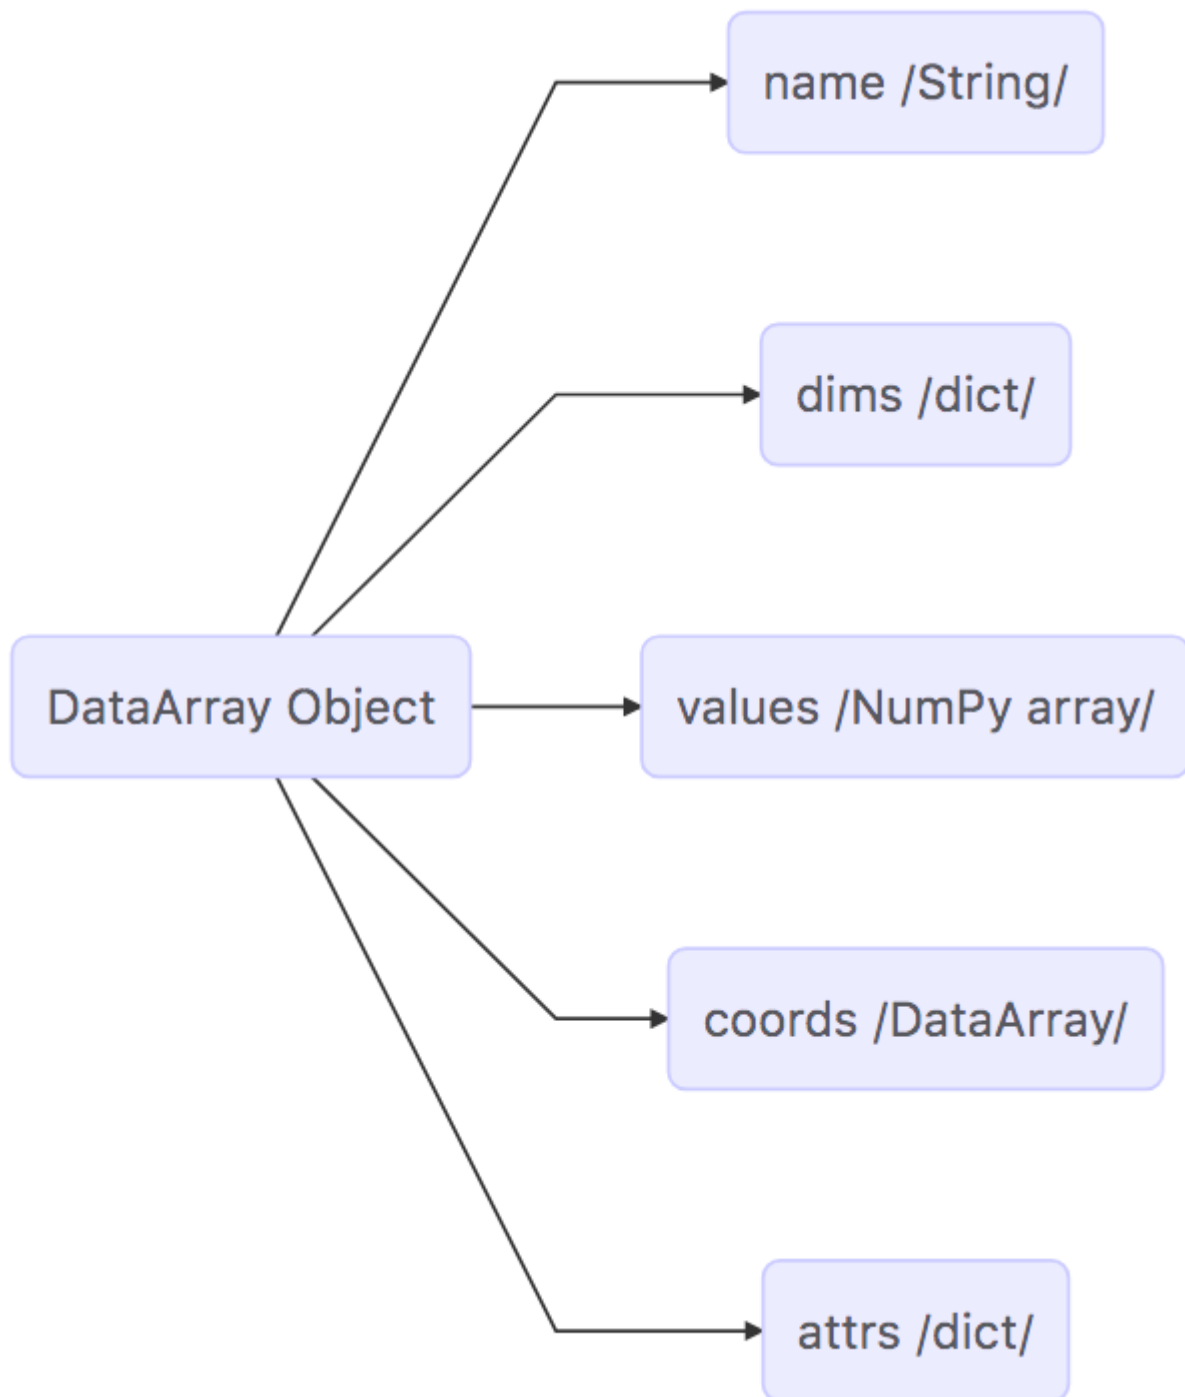 name /String/
dims /dict/
DataArray Object
values /NumPy array/
coords /DataArray/
attrs /dict/